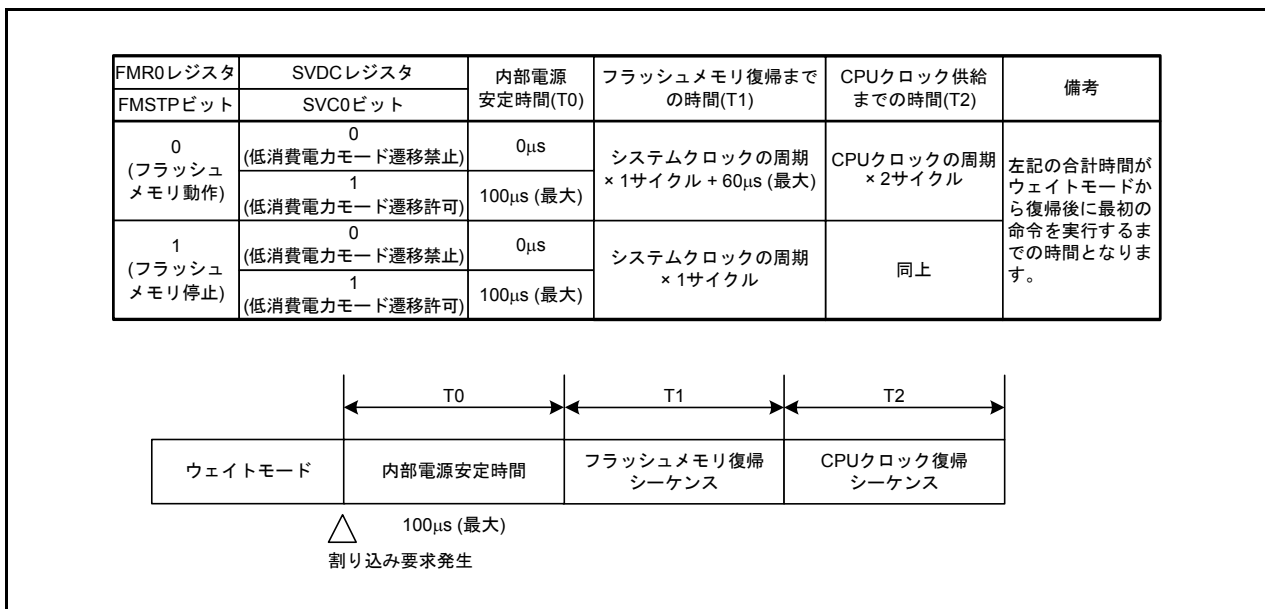 FMR0レジスタ
FMSTPビット
SVDCレジスタ
SVC0ビット
内部電源
安定時間(T0)
フラッシュメモリ復帰まで
の時間(T1)
CPUクロック供給
までの時間(T2)
備考
0
(フラッシュ
メモリ動作)
0
(低消費電力モード遷移禁止)
0μs
1
(低消費電力モード遷移許可)
100μs (最大)
システムクロックの周期
× 1サイクル + 60μs (最大)
CPUクロックの周期
× 2サイクル
左記の合計時間が
ウェイトモードか
ら復帰後に最初の
命令を実行するま
での時間となりま
す。
1
(フラッシュ
メモリ停止)
0
(低消費電力モード遷移禁止)
0μs
1
(低消費電力モード遷移許可)
100μs (最大)
システムクロックの周期
× 1サイクル
同上
T0
T1
T2
ウェイトモード
内部電源安定時間
フラッシュメモリ復帰
シーケンス
CPUクロック復帰
シーケンス
100μs (最大)
割り込み要求発生